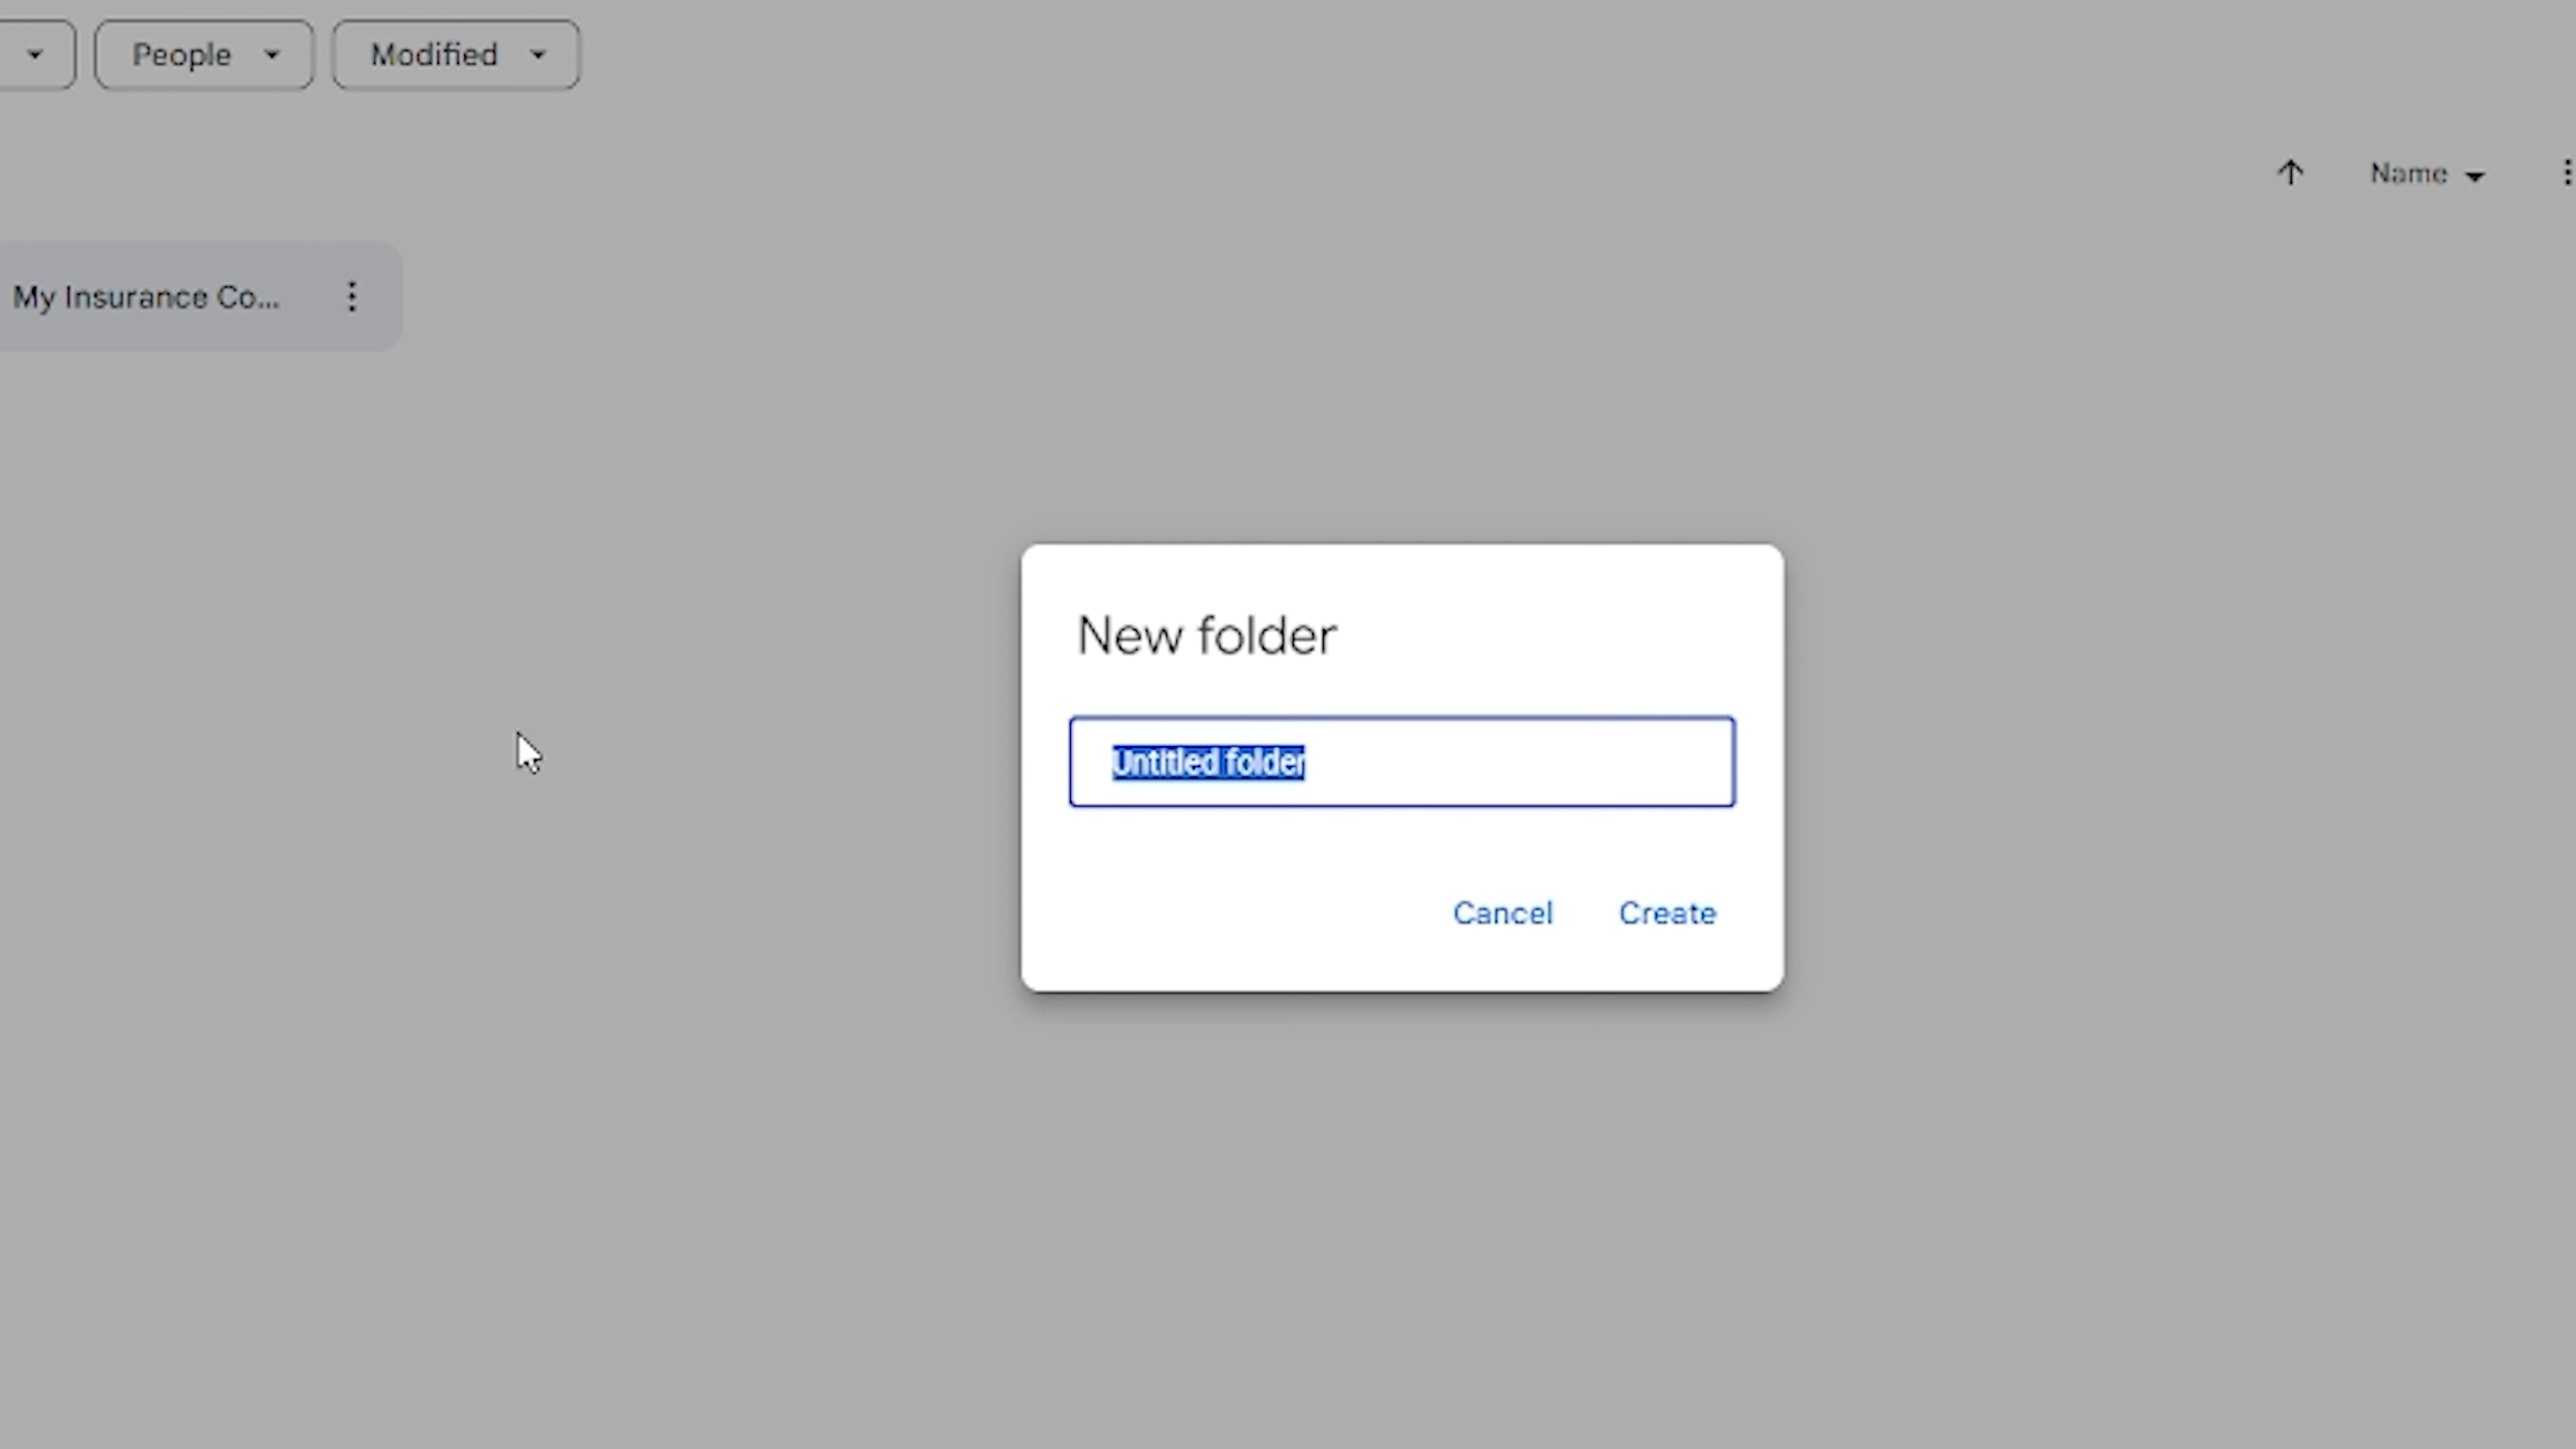 People
Modified
Name
My Insurance Co...
New folder
Untitled folder
Cancel Create